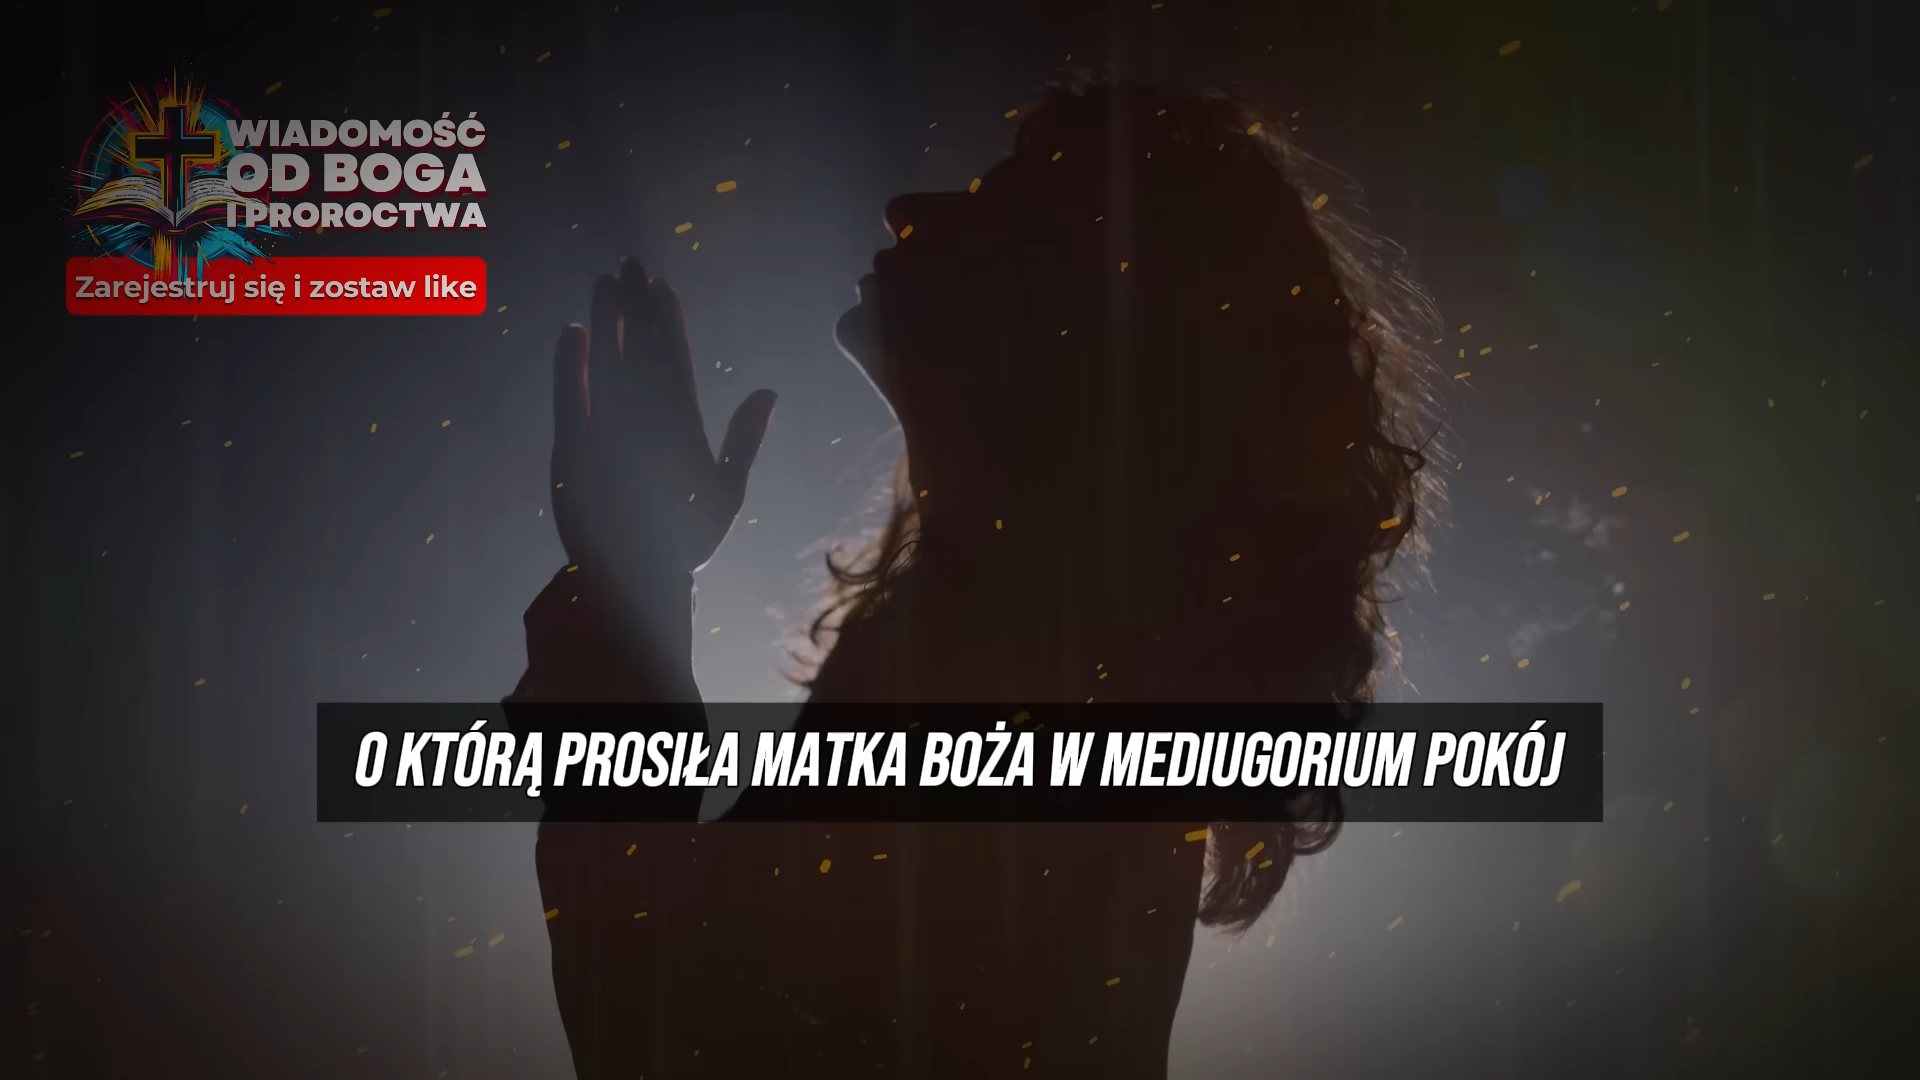 WIADOMOŚĆ
OD BOGA
I PROROCTWA
Zarejestruj się i zostaw like
O KTÓRĄ PROSIŁA MATKA BOŻA W MEDIUGORIUM POKÓJ